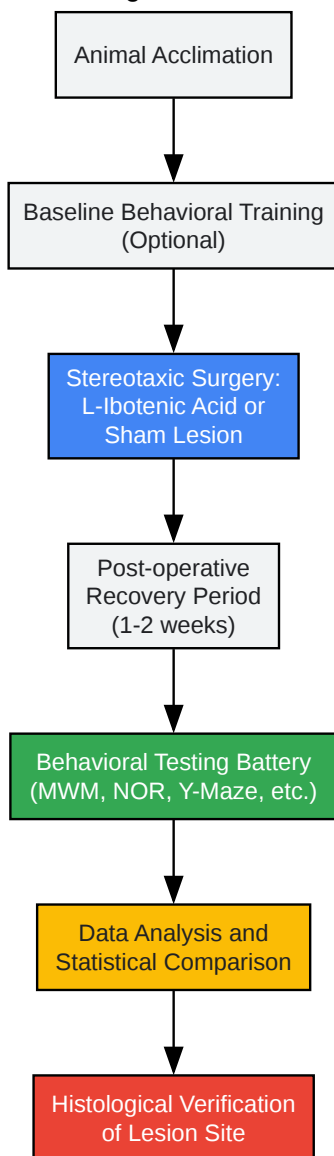 Animal Acclimation
Baseline Behavioral Training
(Optional)
Stereotaxic Surgery:
L-Ibotenic Acid or
Sham Lesion
Post-operative
Recovery Period
(1-2 weeks)
Behavioral Testing Battery
(MWM, NOR, Y-Maze, etc.)
Data Analysis and
Statistical Comparison
Histological Verification
of Lesion Site